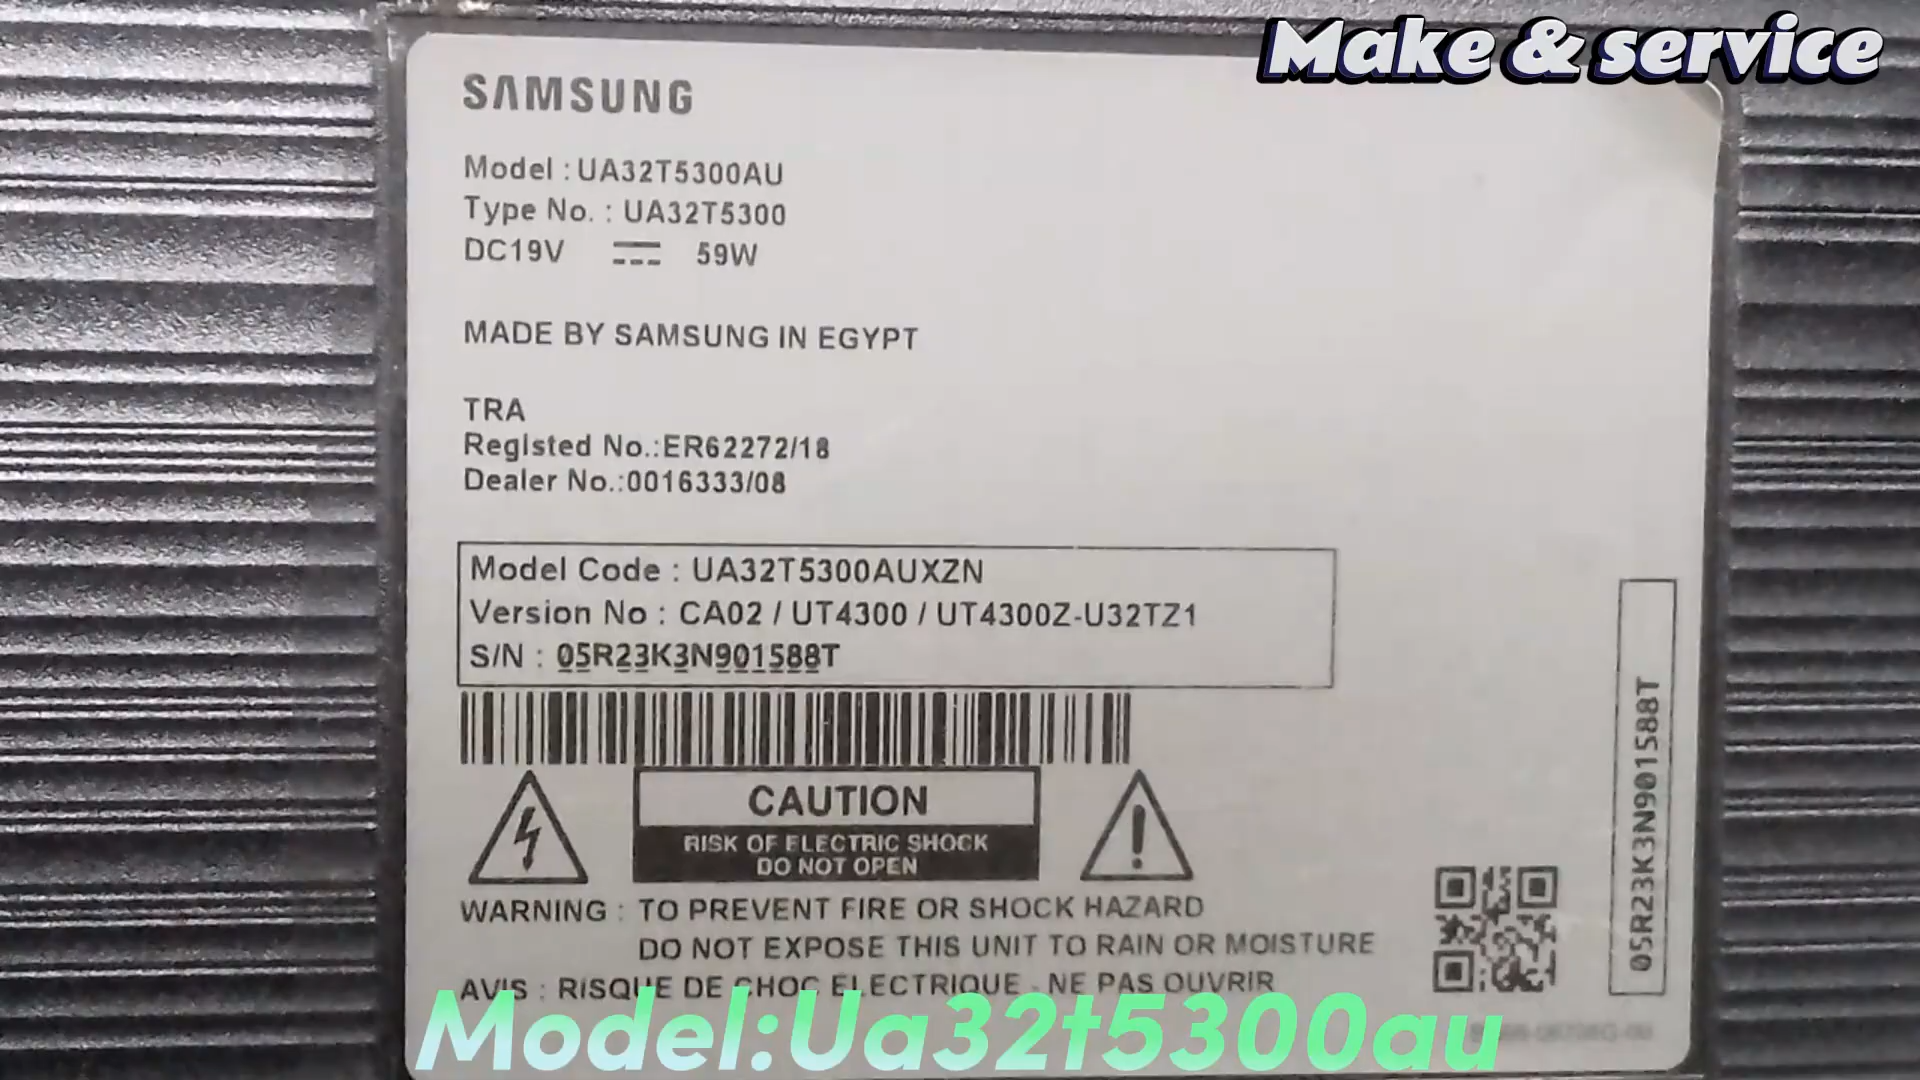 Make & service
SAMSUNG
Model : UA32T5300AU
Type No. : UA32T5300
DC19V ⎓ 59W
MADE BY SAMSUNG IN EGYPT
TRA
Registed No.:ER62272/18
Dealer No.:0016333/08
Model Code : UA32T5300AUXZN
Version No : CA02 / UT4300 / UT4300Z-U32TZ1
S/N : 05R23K3N901588T
CAUTION
RISK OF ELECTRIC SHOCK
DO NOT OPEN
WARNING : TO PREVENT FIRE OR SHOCK HAZARD
DO NOT EXPOSE THIS UNIT TO RAIN OR MOISTURE
AVIS : RISQUE DE CHOC ELECTRIQUE - NE PAS OUVRIR
05R23K3N901588T
Model:Ua32t5300au